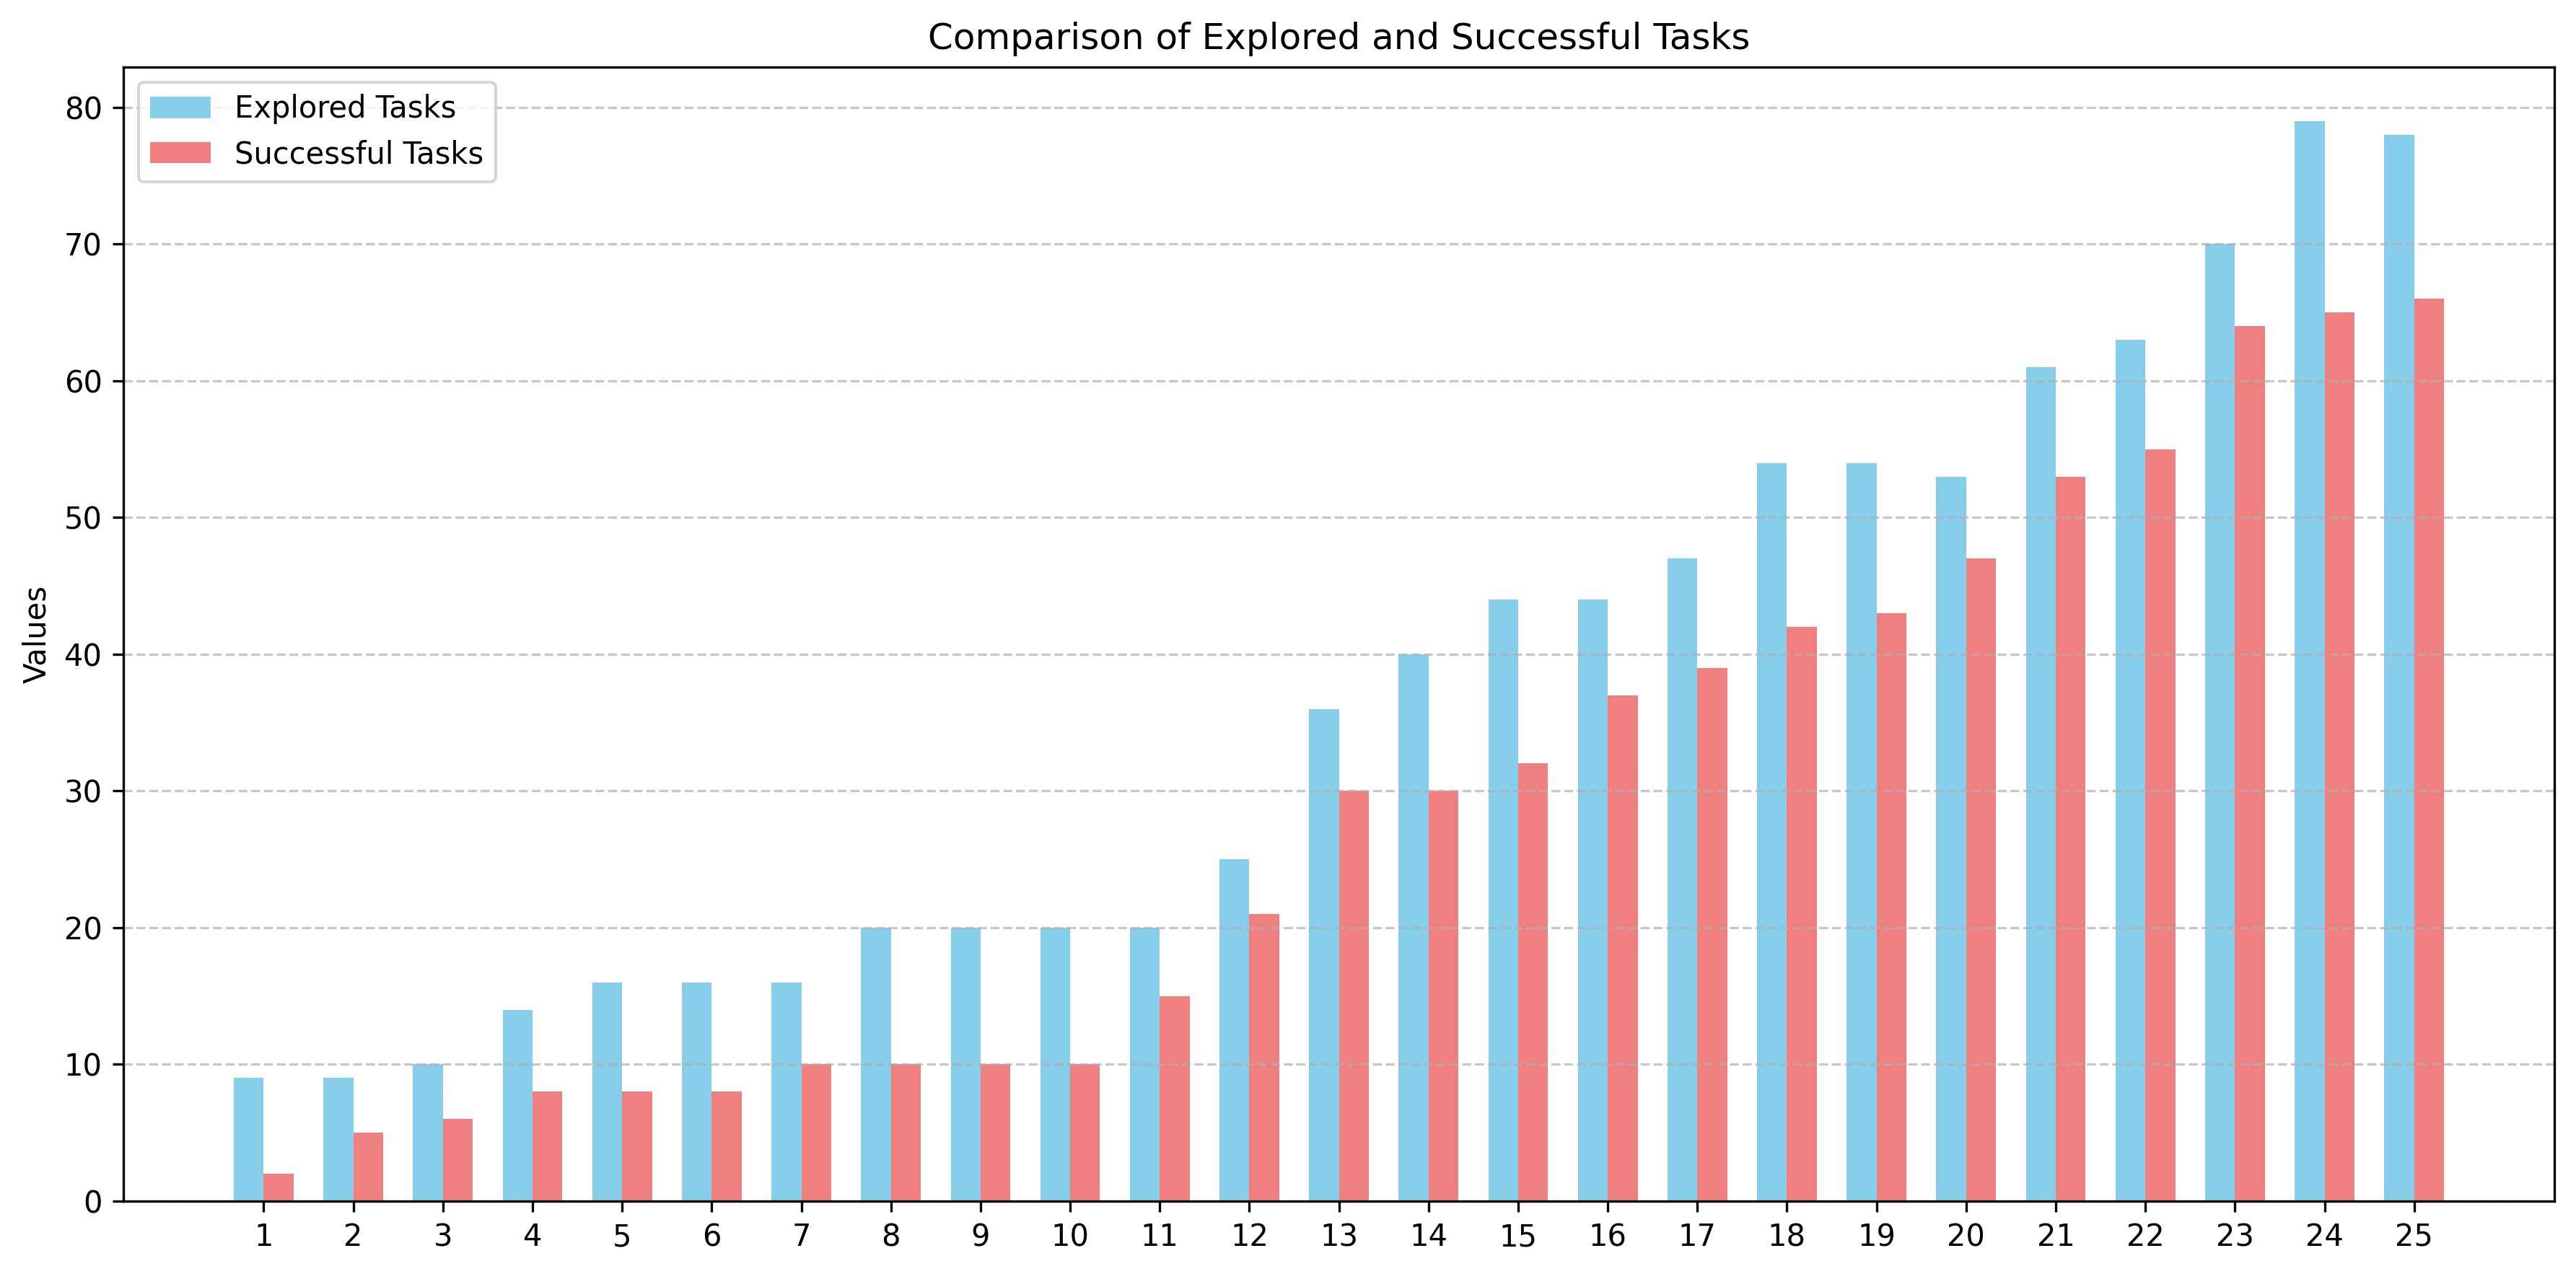 Comparison of Explored and Successful Tasks
Explored Tasks
Successful Tasks
Values
80
70
60
50
40
30
20
10
0
1 2 3 4 5 6 7 8 9 10 11 12 13 14 15 16 17 18 19 20 21 22 23 24 25